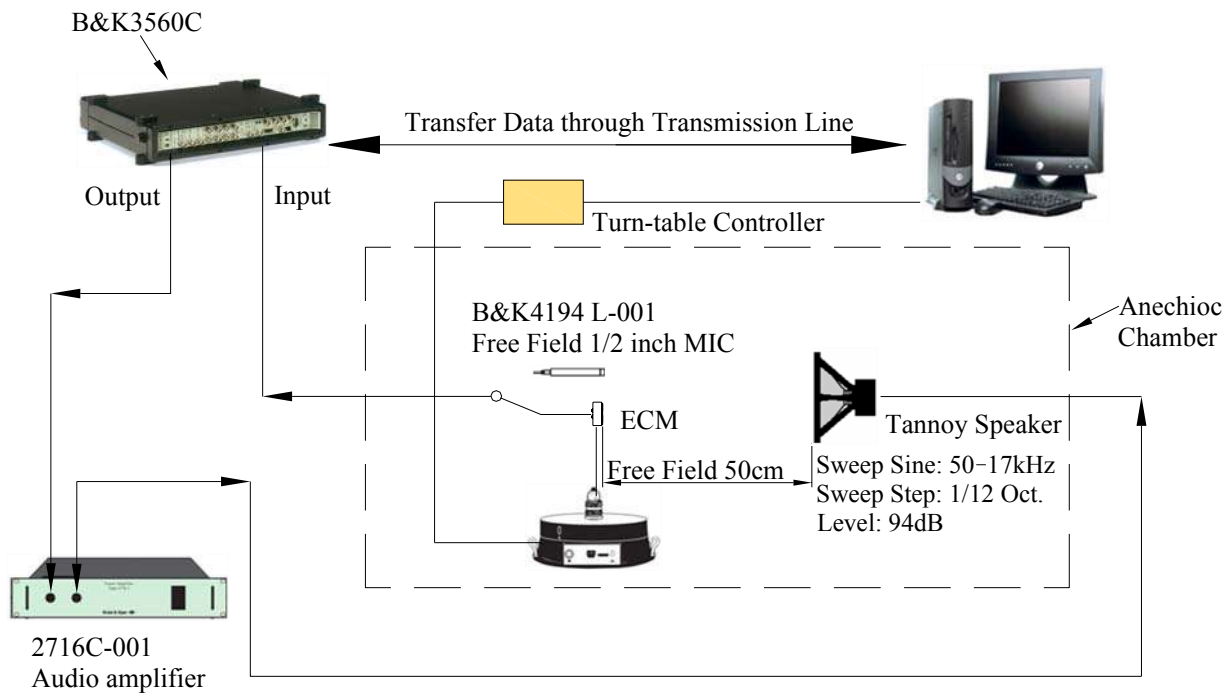 B&K3560C
Transfer Data through Transmission Line
Output
Input
Turn-table Controller
B&K4194 L-001
Free Field 1/2 inch MIC
Anechioc
Chamber
ECM
Tannoy Speaker
Free Field 50cm
Sweep Sine: 50−17kHz
Sweep Step: 1/12 Oct.
Level: 94dB
2716C-001
Audio amplifier